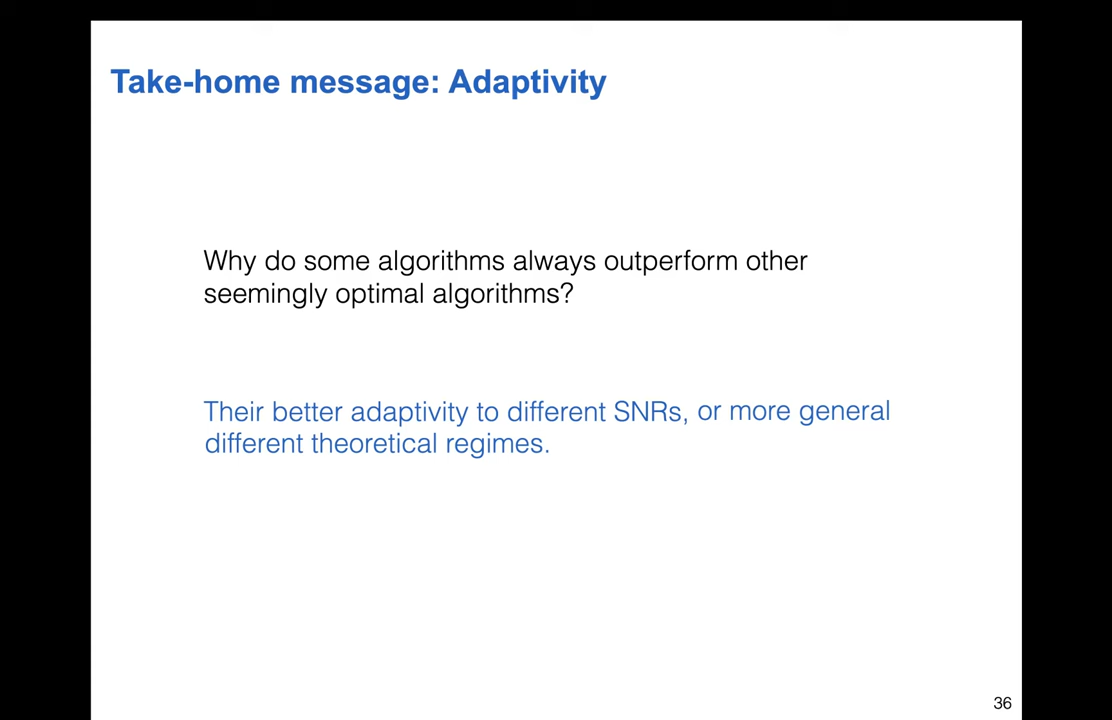 Take-home message: Adaptivity
Why do some algorithms always outperform other
seemingly optimal algorithms?
Their better adaptivity to different SNRs, or more general
different theoretical regimes.
36